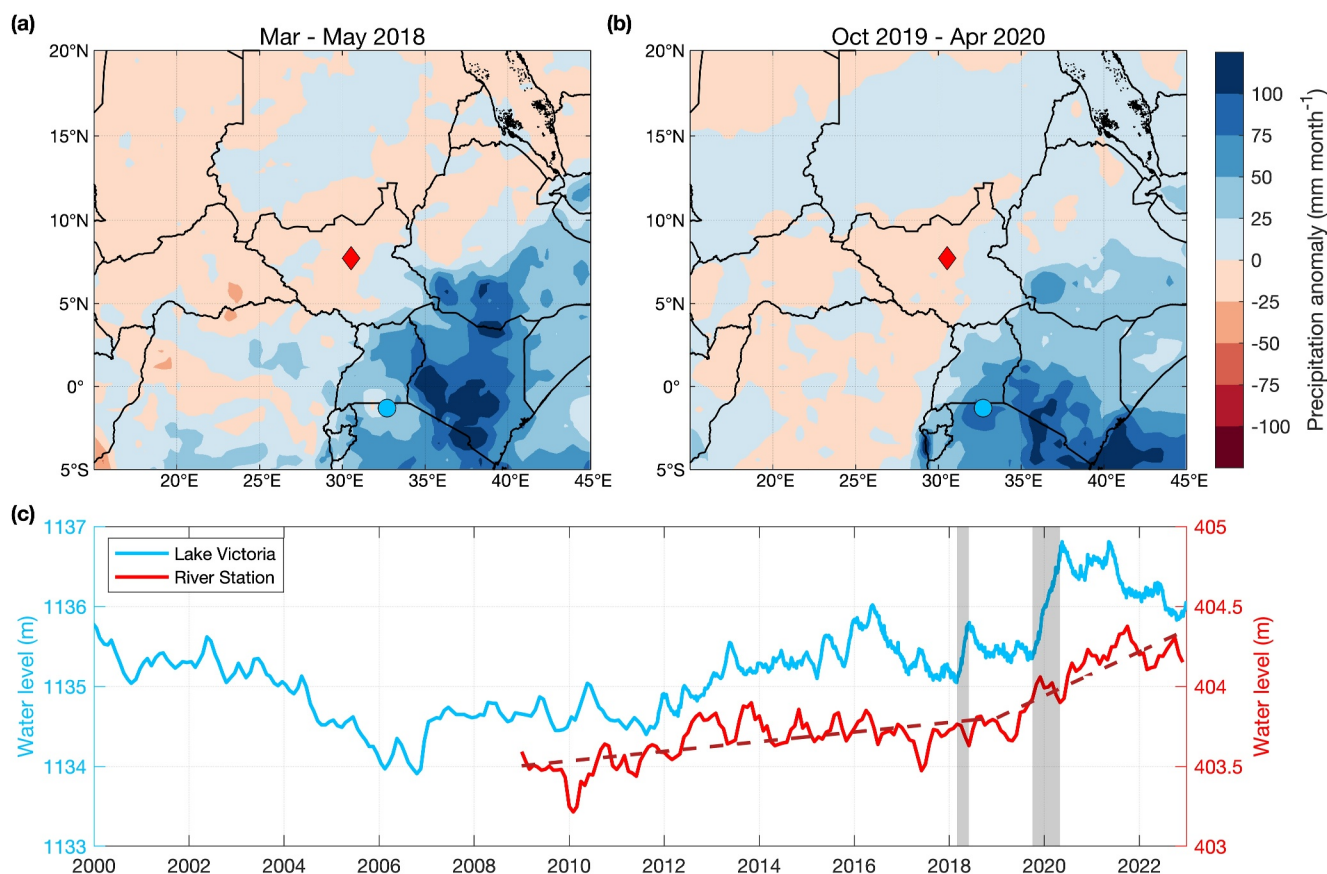 (a)
Mar - May 2018
20°N
15°N
10°N
5°N
0°
5°S
20°E
25°E
30°E
35°E
40°E
45°E
(b)
Oct 2019 - Apr 2020
20°N
15°N
10°N
5°N
0°
5°S
20°E
25°E
30°E
35°E
40°E
45°E
100
75
50
25
0
-25
-50
-75
-100
Precipitation anomaly (mm month-1)
(c)
1137
1136
1135
1134
1133
Water level (m)
Lake Victoria
River Station
405
404.5
404
403.5
403
Water level (m)
2000
2002
2004
2006
2008
2010
2012
2014
2016
2018
2020
2022